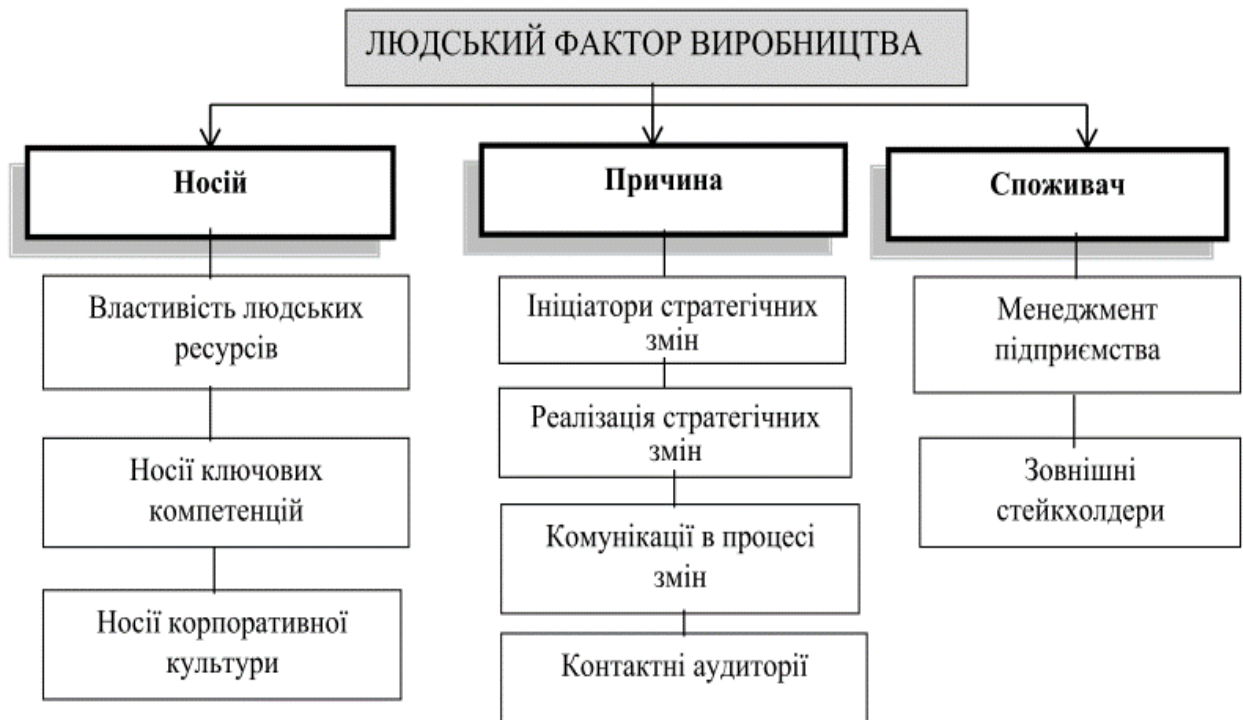 ЛЮДСЬКИЙ ФАКТОР ВИРОБНИЦТВА
Носій
Властивість людських
ресурсів
Носії ключових
компетенцій
Носії корпоративної
культури
Причина
Ініціатори стратегічних
змін
Реалізація стратегічних
змін
Комунікації в процесі
змін
Контактні аудиторії
Споживач
Менеджмент
підприємства
Зовнішні
стейкхолдери